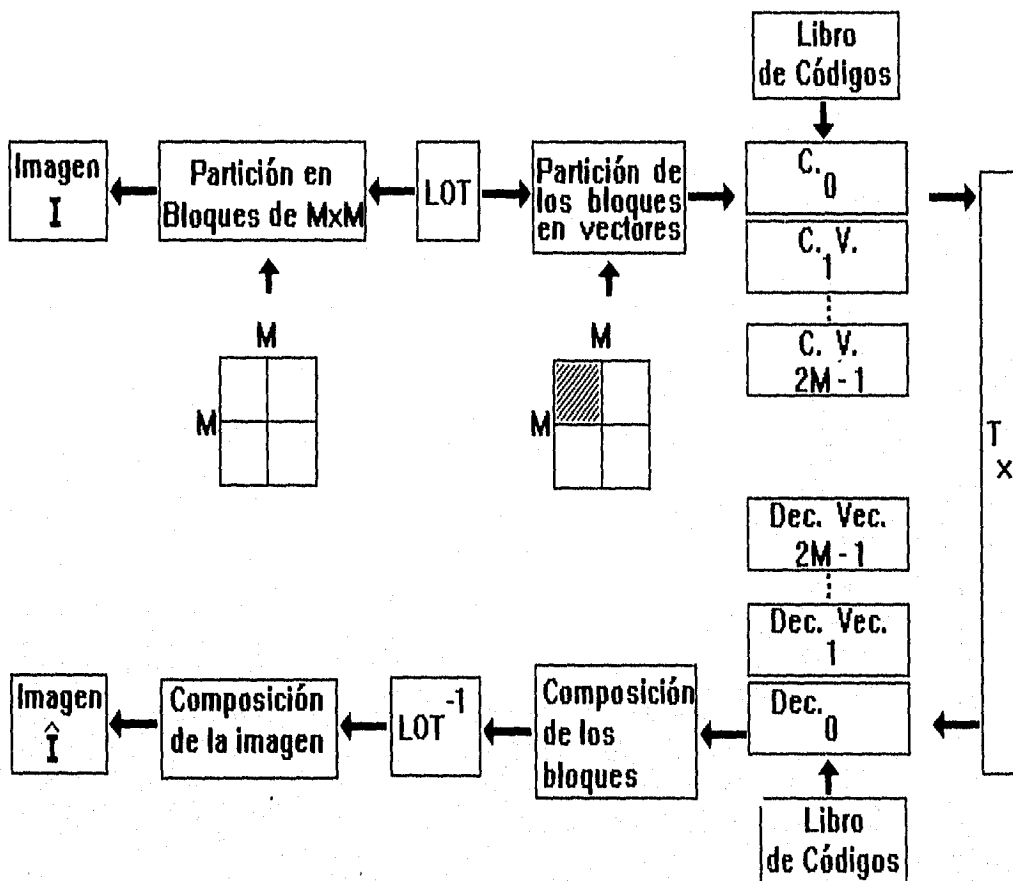 Libro
de Códigos
Imagen
I
Partición en
Bloques de MxM
LOT
Partición de
los bloques
en vectores
C.
0
C. V.
1
C. V.
2M-1
M
M
M
M
T
x
Dec. Vec.
2M-1
Dec. Vec.
1
Dec.
0
Imagen
Î
Composición
de la imagen
LOT⁻¹
Composición
de los
bloques
Libro
de Códigos